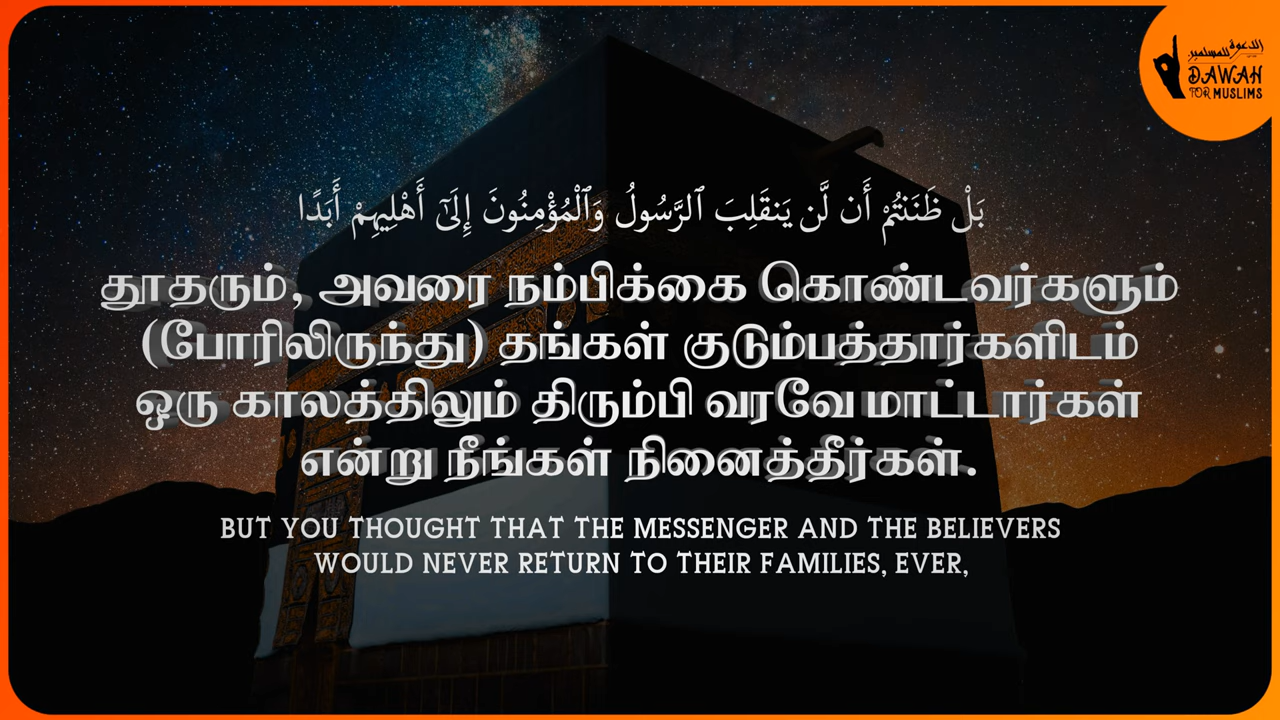 الدعوة للمسلمين
DAWAH
FOR MUSLIMS
بَلْ ظَنَنتُمْ أَن لَّن يَنقَلِبَ ٱلرَّسُولُ وَٱلْمُؤْمِنُونَ إِلَىٰٓ أَهْلِيهِمْ أَبَدًا
தூதரும், அவரை நம்பிக்கை கொண்டவர்களும்
(போரிலிருந்து) தங்கள் குடும்பத்தார்களிடம்
ஒரு காலத்திலும் திரும்பி வரவே மாட்டார்கள்
என்று நீங்கள் நினைத்தீர்கள்.
BUT YOU THOUGHT THAT THE MESSENGER AND THE BELIEVERS
WOULD NEVER RETURN TO THEIR FAMILIES, EVER,